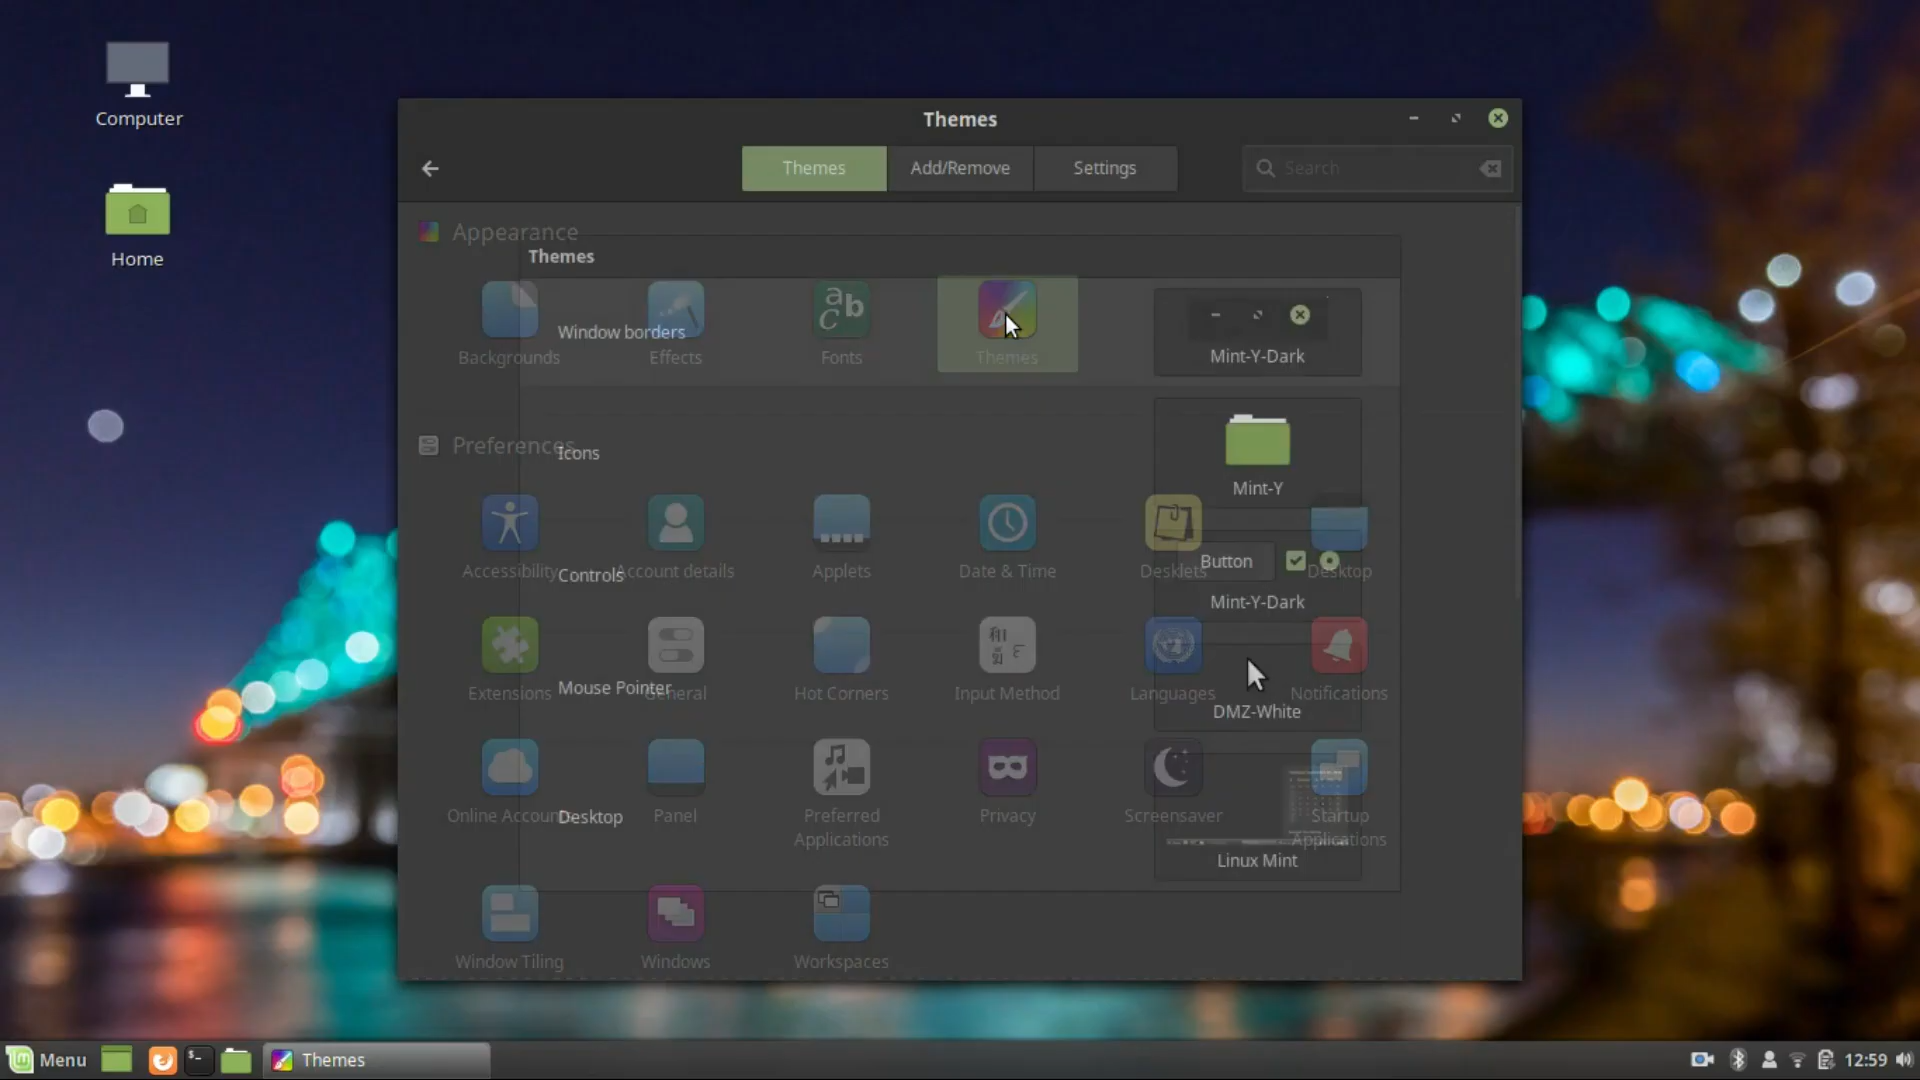 Computer
Home
Themes
Themes Add/Remove Settings Search
Appearance
Themes
Window borders
Backgrounds Effects Fonts Themes Mint-Y-Dark
Preferences
Icons
Mint-Y
Button
Accessibility Controls Account details Applets Date & Time Desklets Desktop
Mint-Y-Dark
Extensions Mouse Pointer General Hot Corners Input Method Languages Notifications
DMZ-White
Online Accounts Desktop Panel Preferred Applications Privacy Screensaver Startup Applications
Linux Mint
Window Tiling Windows Workspaces
Menu Themes 12:59